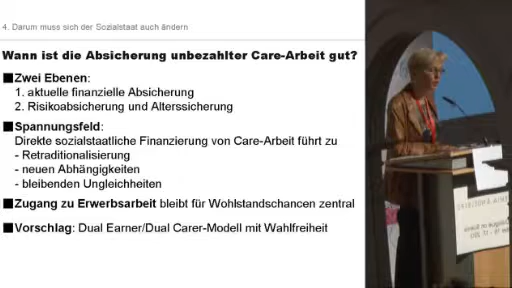 4. Darum muss sich der Sozialstaat auch ändern
Wann ist die Absicherung unbezahlter Care-Arbeit gut?
Zwei Ebenen:
1. aktuelle finanzielle Absicherung
2. Risikoabsicherung und Alterssicherung
Spannungsfeld:
Direkte sozialstaatliche Finanzierung von Care-Arbeit führt zu
- Retraditionalisierung
- neuen Abhängigkeiten
- bleibenden Ungleichheiten
Zugang zu Erwerbsarbeit bleibt für Wohlstandschancen zentral
Vorschlag: Dual Earner/Dual Carer-Modell mit Wahlfreiheit